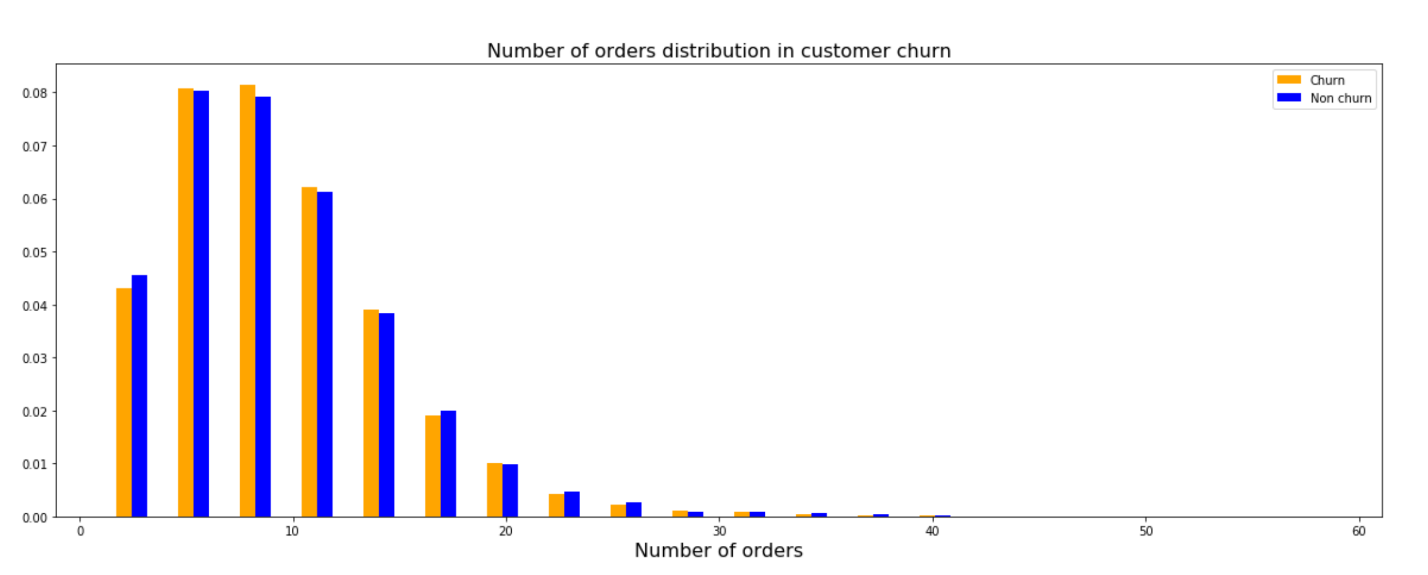 Number of orders distribution in customer churn
Churn
Non churn
0.08
0.07
0.06
0.05
0.04
0.03
0.02
0.01
0.00
0 10 20 30 40 50 60
Number of orders